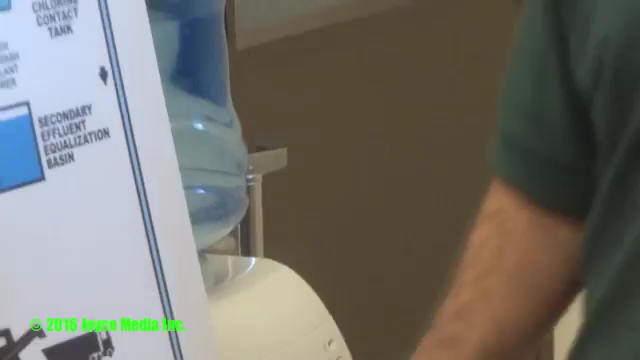 CHLORINE
CONTACT
TANK
SECONDARY
EFFLUENT
EQUALIZATION
BASIN
© 2016 Joyce Media Inc.